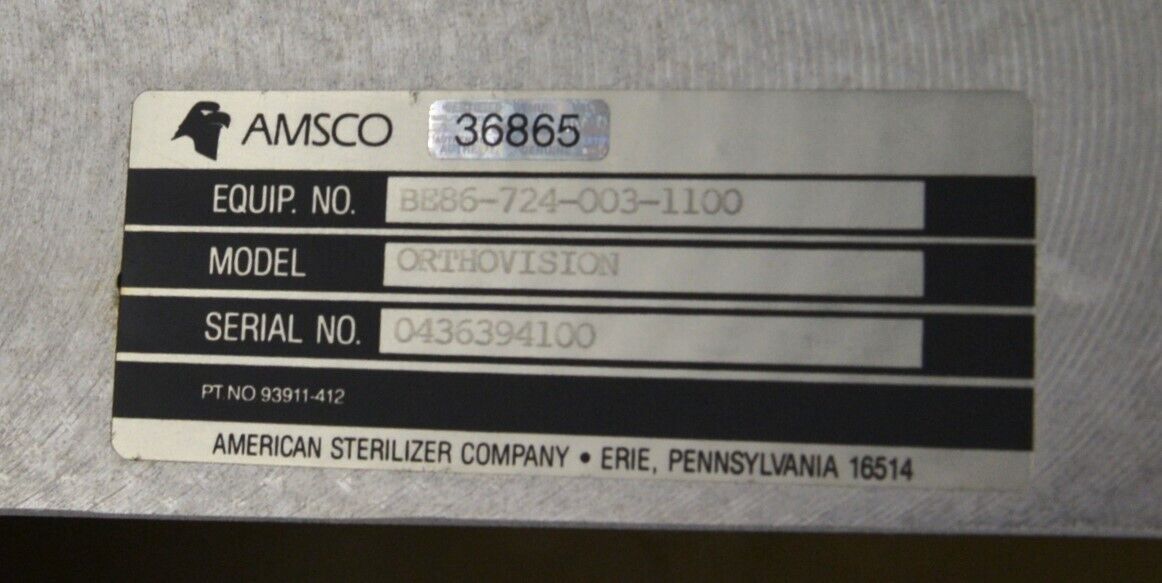 AMSCO 36865
EQUIP. NO. BE86-724-003-1100
MODEL ORTHOVISION
SERIAL NO. 0436394100
PT NO 93911-412
AMERICAN STERILIZER COMPANY • ERIE, PENNSYLVANIA 16514